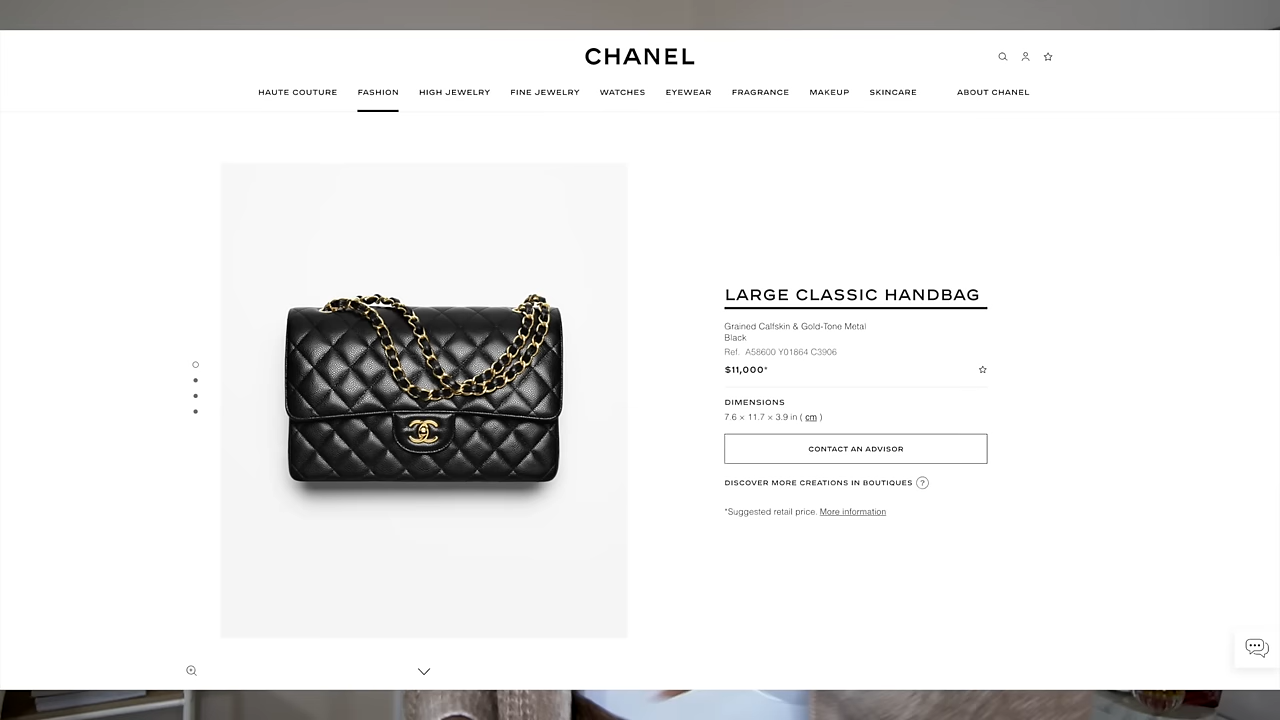 CHANEL
HAUTE COUTURE FASHION HIGH JEWELRY FINE JEWELRY WATCHES EYEWEAR FRAGRANCE MAKEUP SKINCARE ABOUT CHANEL
LARGE CLASSIC HANDBAG
Grained Calfskin & Gold-Tone Metal
Black
Ref. A58600 Y01864 C3906
$11,000*
DIMENSIONS
7.6 × 11.7 × 3.9 in ( cm )
CONTACT AN ADVISOR
DISCOVER MORE CREATIONS IN BOUTIQUES ?
*Suggested retail price. More information